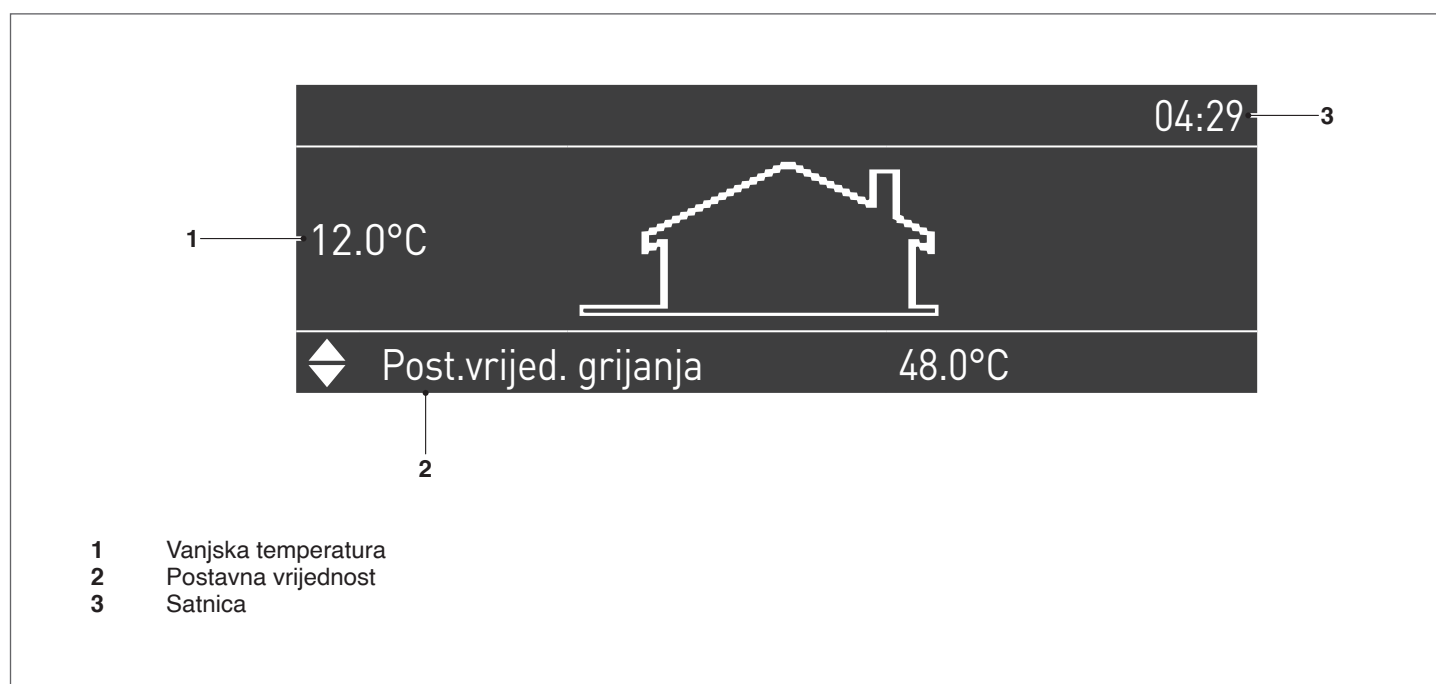 04:29
3
1
12.0°C
Post.vrijed. grijanja 48.0°C
2
1 Vanjska temperatura
2 Postavna vrijednost
3 Satnica